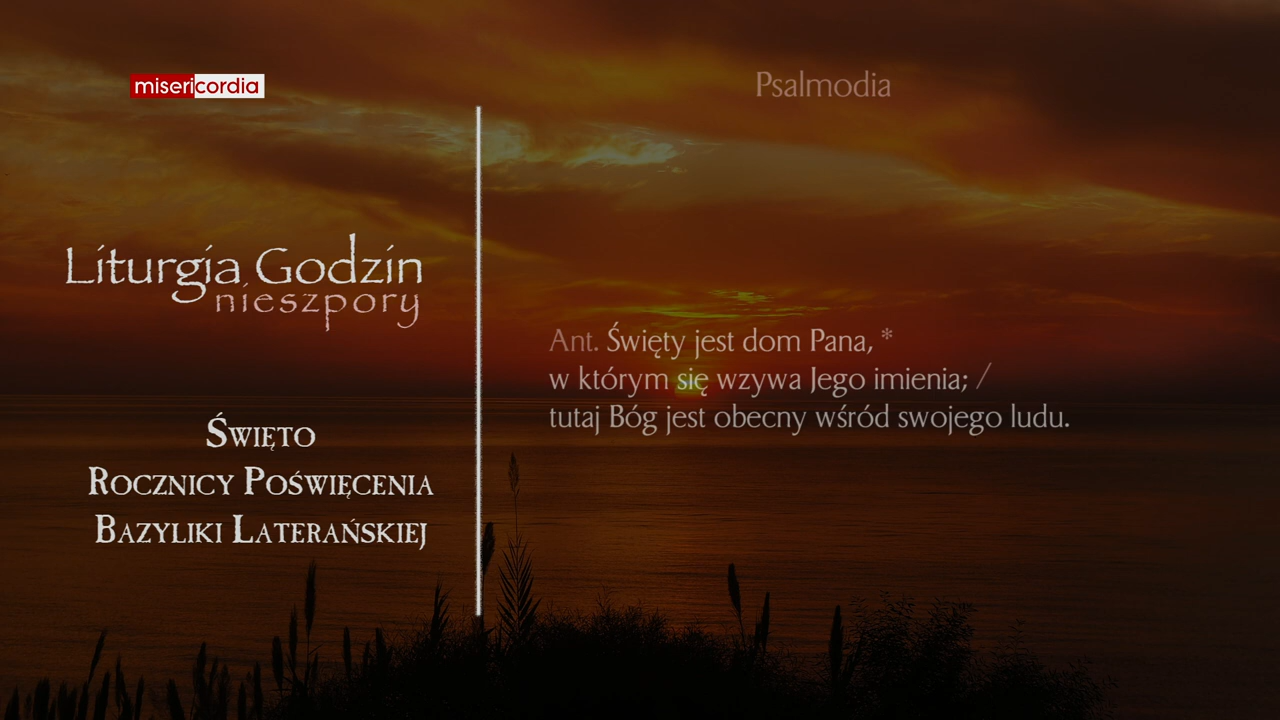 misericordia
Liturgia Godzin
nieszpory
Święto
Rocznicy Poświęcenia
Bazyliki Laterańskiej
Psalmodia
Ant. Święty jest dom Pana, *
w którym się wzywa Jego imienia; /
tutaj Bóg jest obecny wśród swojego ludu.